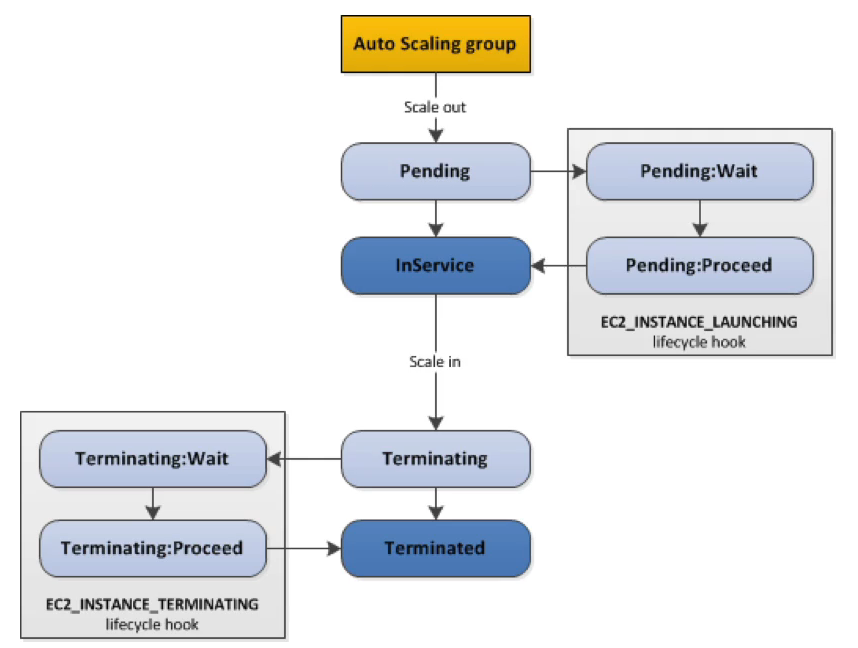 Auto Scaling group
Scale out
Pending
Pending:Wait
InService
Pending:Proceed
EC2_INSTANCE_LAUNCHING
lifecycle hook
Scale in
Terminating:Wait
Terminating
Terminating:Proceed
Terminated
EC2_INSTANCE_TERMINATING
lifecycle hook